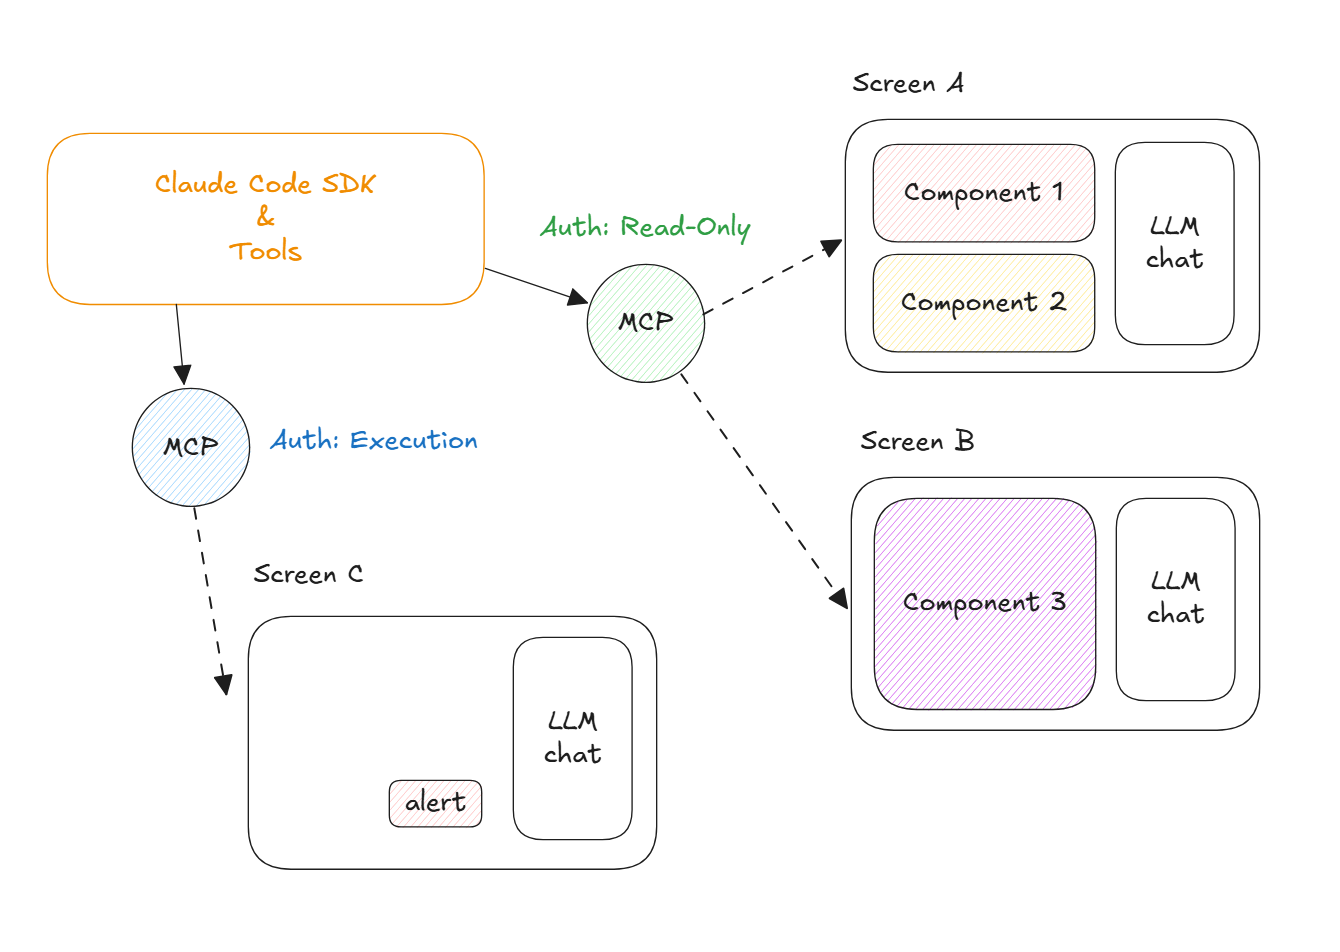 Screen A
Claude Code SDK
&
Tools
Auth: Read-Only
MCP
Component 1
Component 2
LLM
chat
MCP
Auth: Execution
Screen B
Component 3
LLM
chat
Screen C
alert
LLM
chat